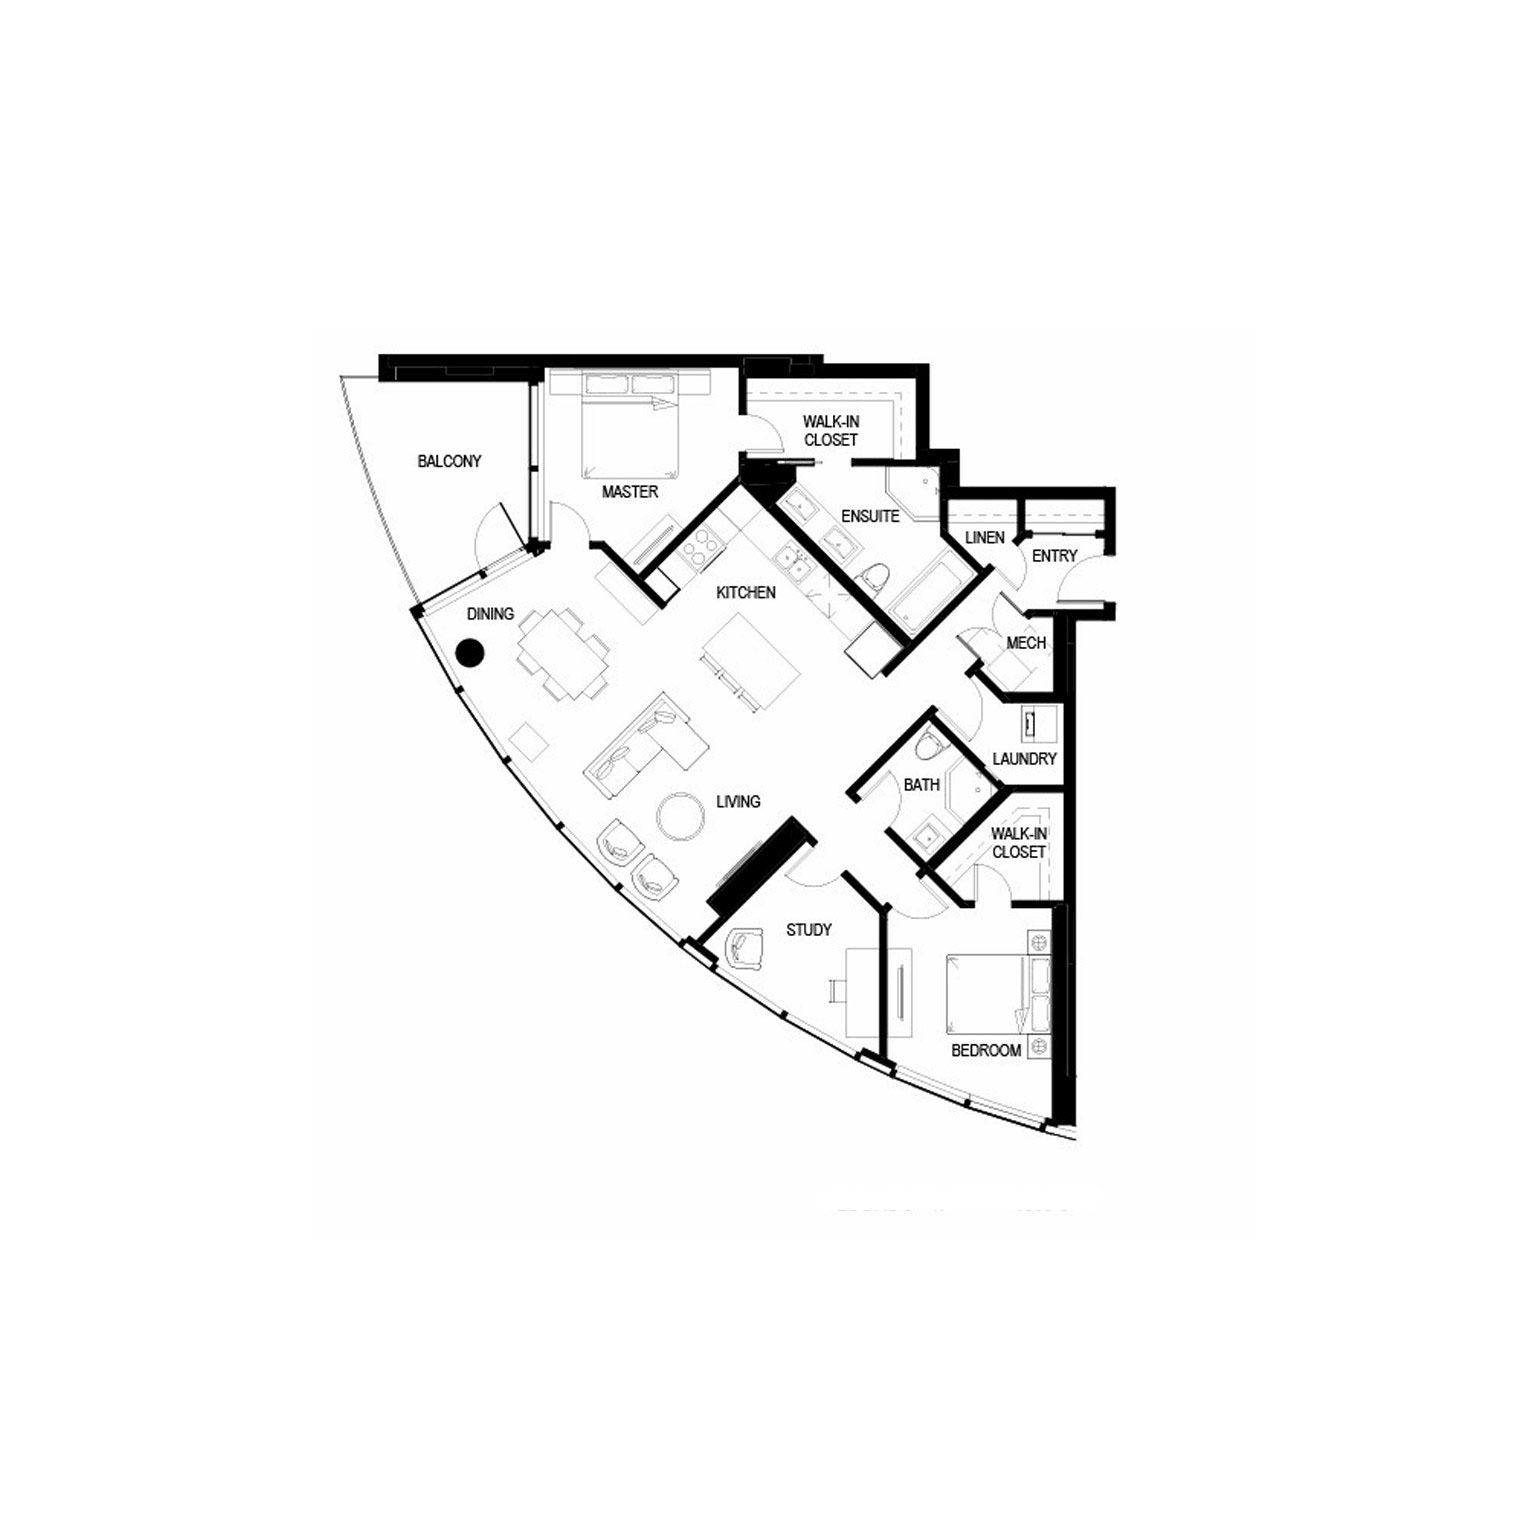 WALK-IN
CLOSET
BALCONY
MASTER
ENSUITE
LINEN
ENTRY
KITCHEN
DINING
MECH
LAUNDRY
BATH
LIVING
WALK-IN
CLOSET
STUDY
BEDROOM